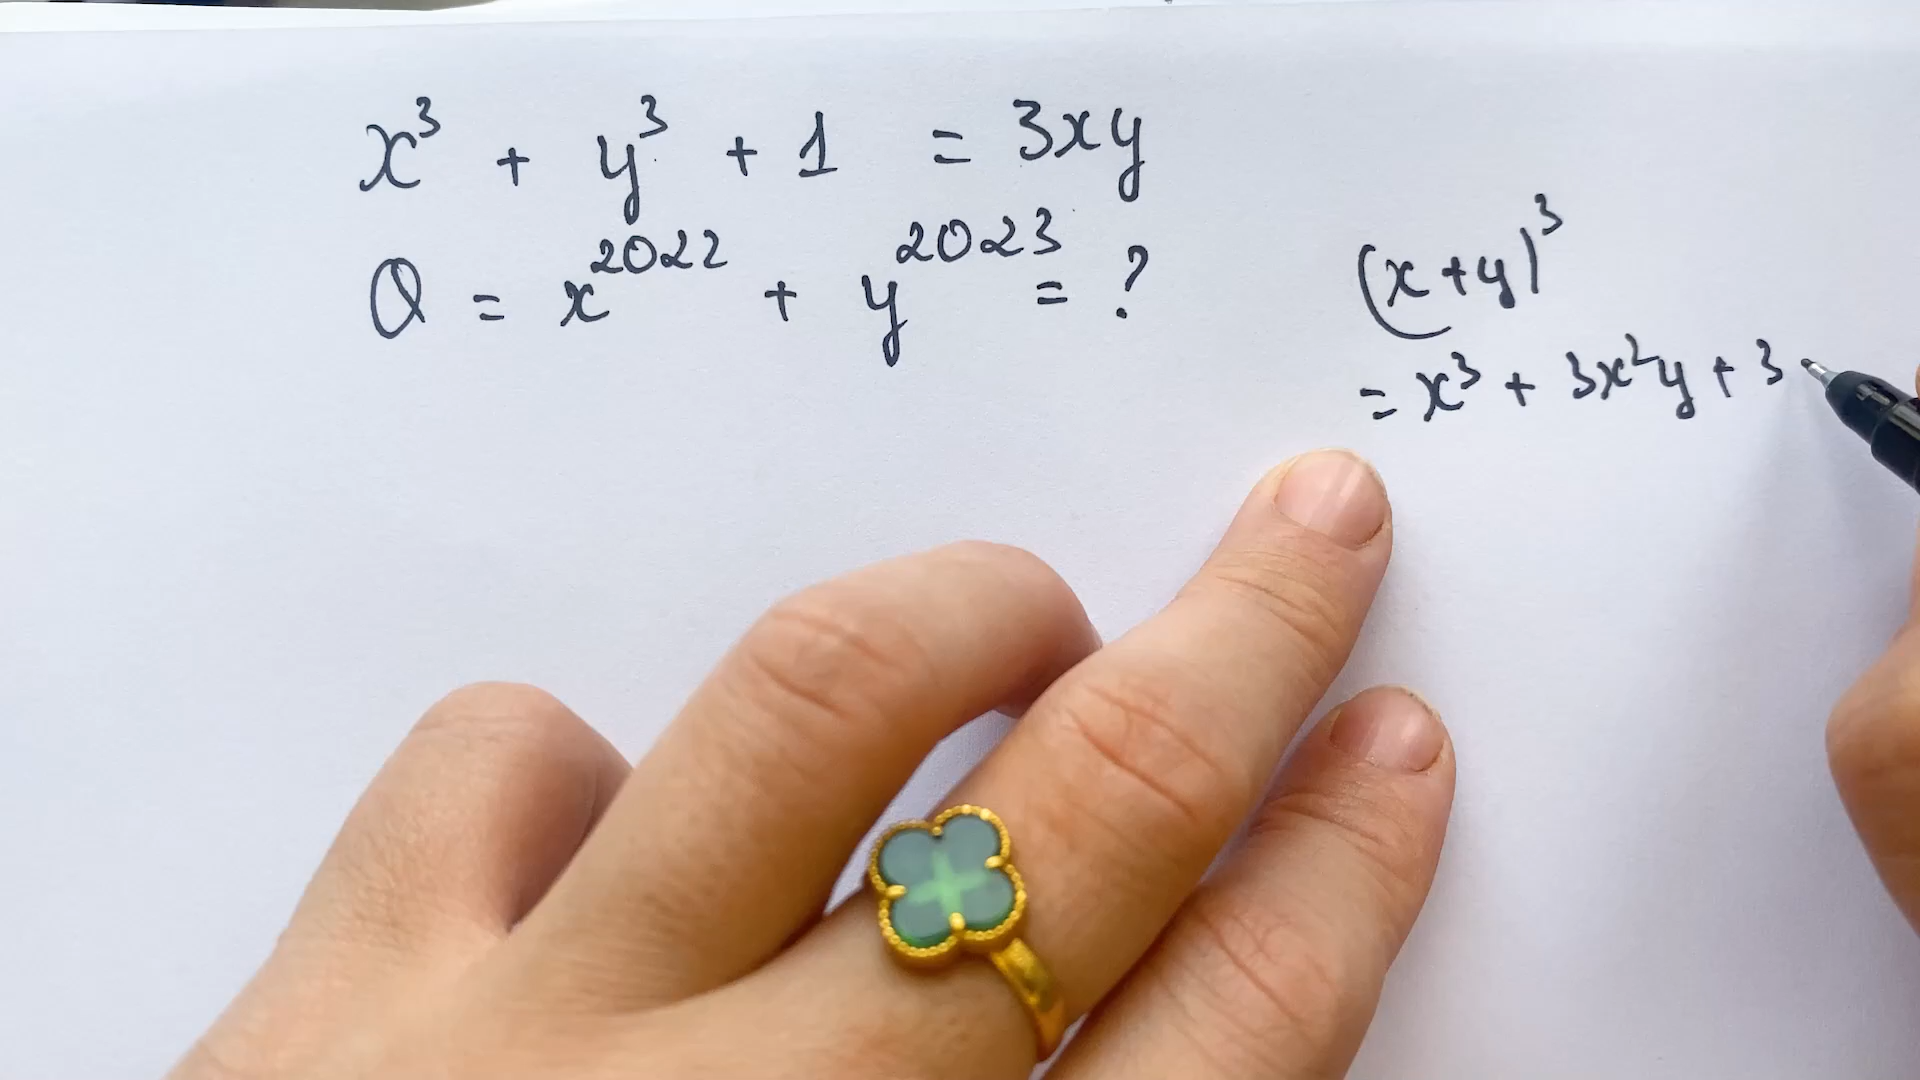 x³ + y³ + 1 = 3xy
Q = x²⁰²² + y²⁰²³ = ?
(x+y)³
= x³ + 3x²y + 3